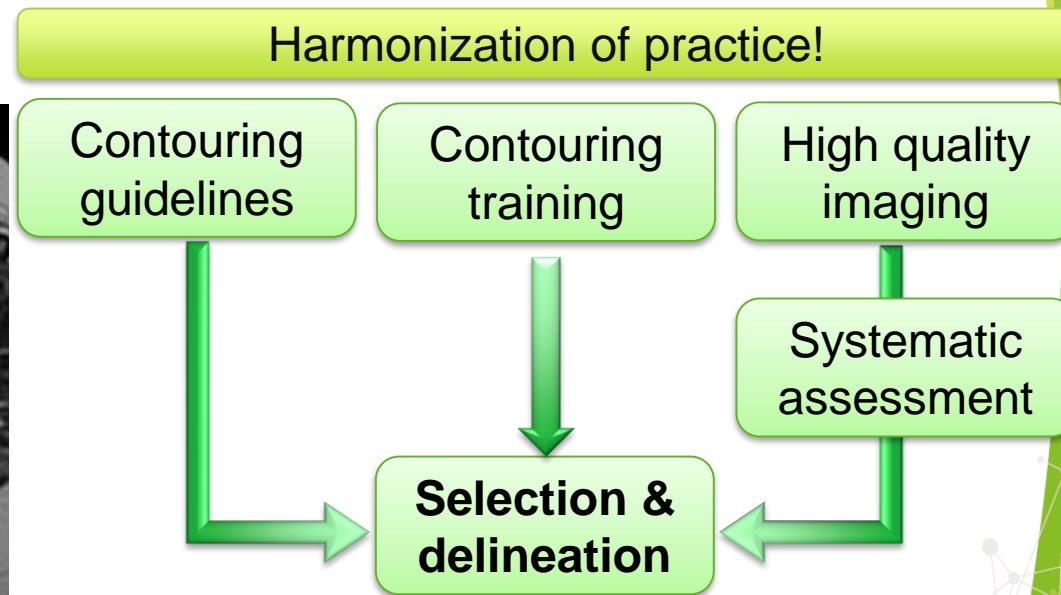 Harmonization of practice!
Contouring
guidelines
Contouring
training
High quality
imaging
Systematic
assessment
Selection &
delineation